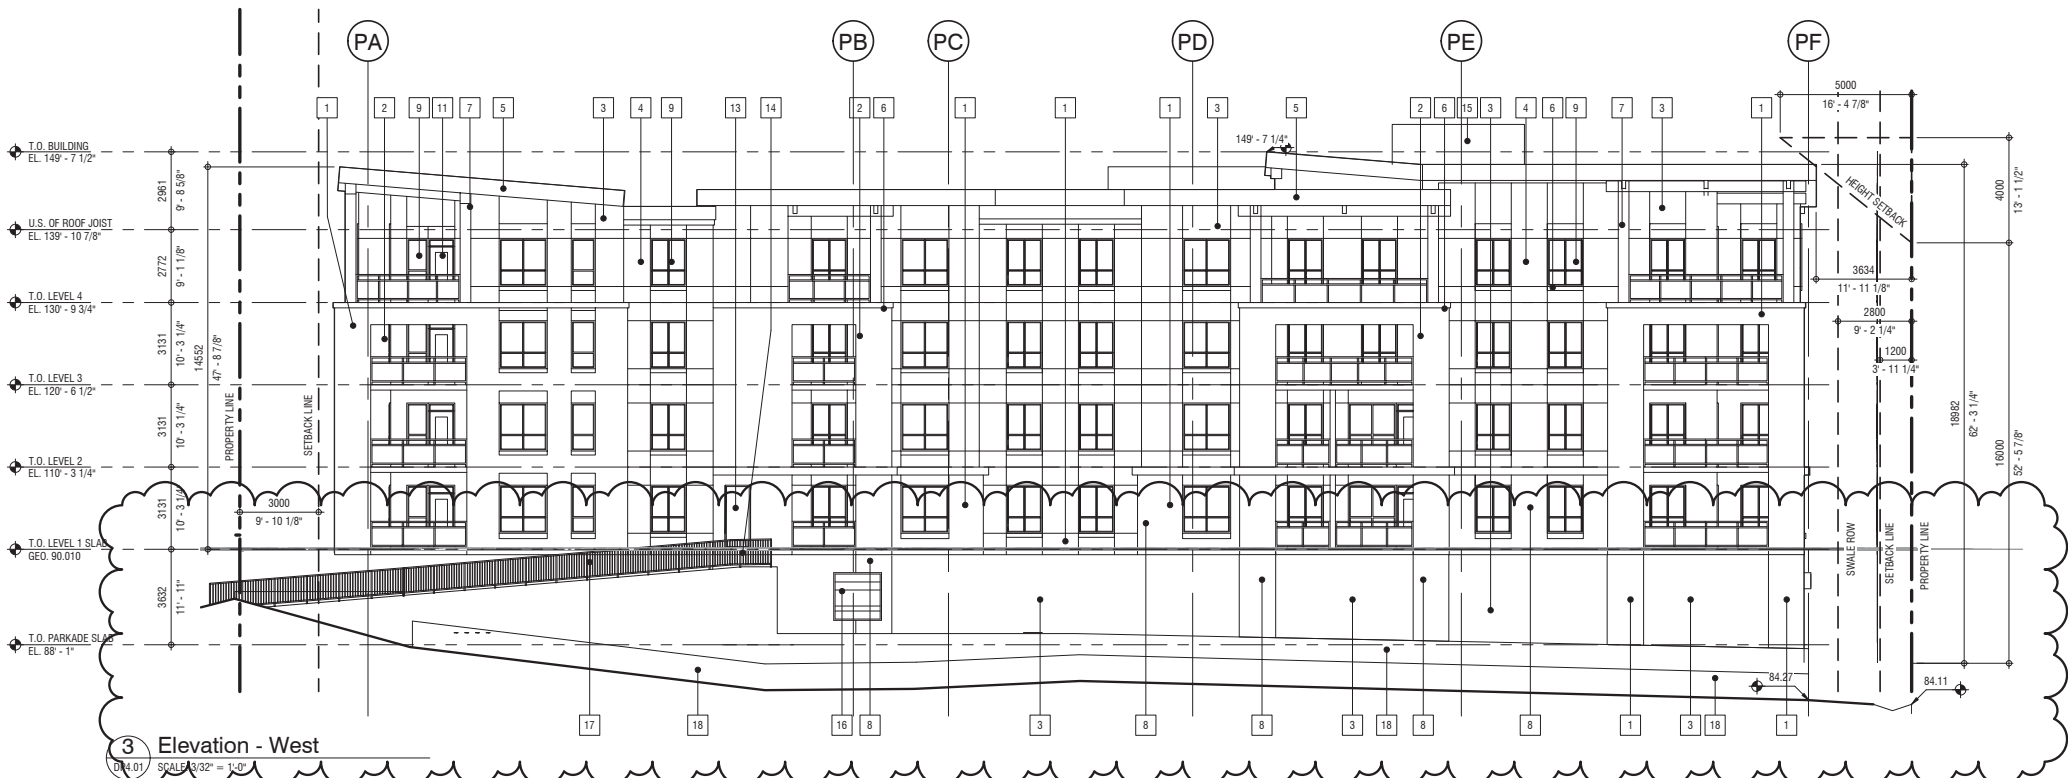 PA PB PC PD PE PF
1 2 9 11 7 5 3 4 9 13 14 2 6 1 1 1 3 5 2 6 15 3 4 6 9 7 3 1
5000
16' - 4 7/8"
149' - 7 1/4"
T.O. BUILDING
EL. 149' - 7 1/2"
2961
9' - 8 5/8"
U.S. OF ROOF JOIST
EL. 139' - 10 7/8"
2772
9' - 1 1/8"
T.O. LEVEL 4
EL. 130' - 9 3/4"
3131
10' - 3 1/4"
14552
47' - 8 7/8"
T.O. LEVEL 3
EL. 120' - 6 1/2"
3131
10' - 3 1/4"
T.O. LEVEL 2
EL. 110' - 3 1/4"
3131
10' - 3 1/4"
T.O. LEVEL 1 SLAB
GEO. 90.010
3632
11' - 11"
T.O. PARKADE SLAB
EL. 88' - 1"
PROPERTY LINE
SETBACK LINE
3000
9' - 10 1/8"
HEIGHT SETBACK
4000
13' - 1 1/2"
3634
11' - 11 1/8"
2800
9' - 2 1/4"
1200
3' - 11 1/4"
18982
62' - 3 1/4"
16000
52' - 5 7/8"
SWALE ROW
SETBACK LINE
PROPERTY LINE
84.27
84.11
17 18 16 8 3 8 8 3 18 8 8 1 3 18 1
3 Elevation - West
DP4.01 SCALE: 3/32" = 1'-0"